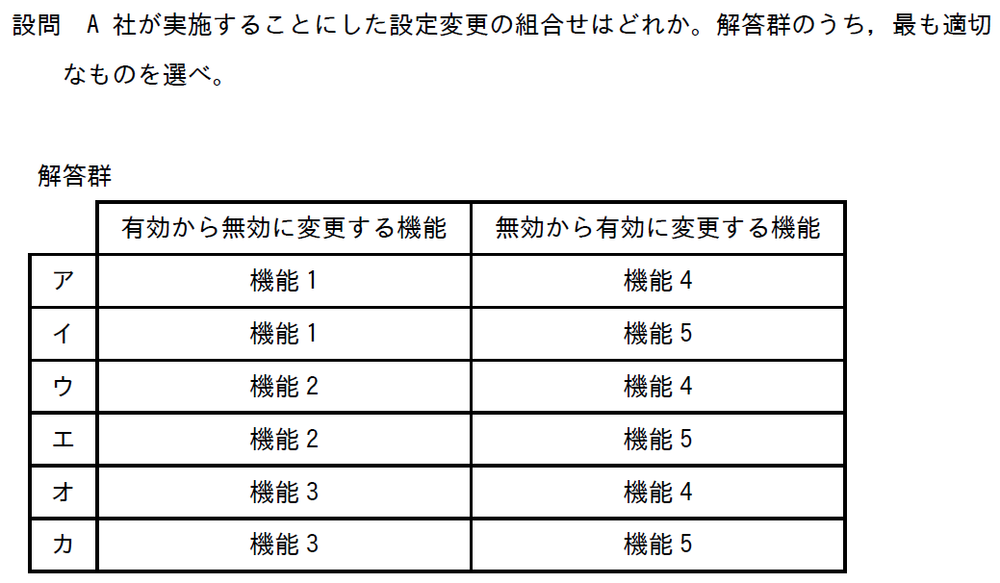 設問　A 社が実施することにした設定変更の組合せはどれか。解答群のうち，最も適切
なものを選べ。
解答群
有効から無効に変更する機能　無効から有効に変更する機能
ア　機能 1　機能 4
イ　機能 1　機能 5
ウ　機能 2　機能 4
エ　機能 2　機能 5
オ　機能 3　機能 4
カ　機能 3　機能 5